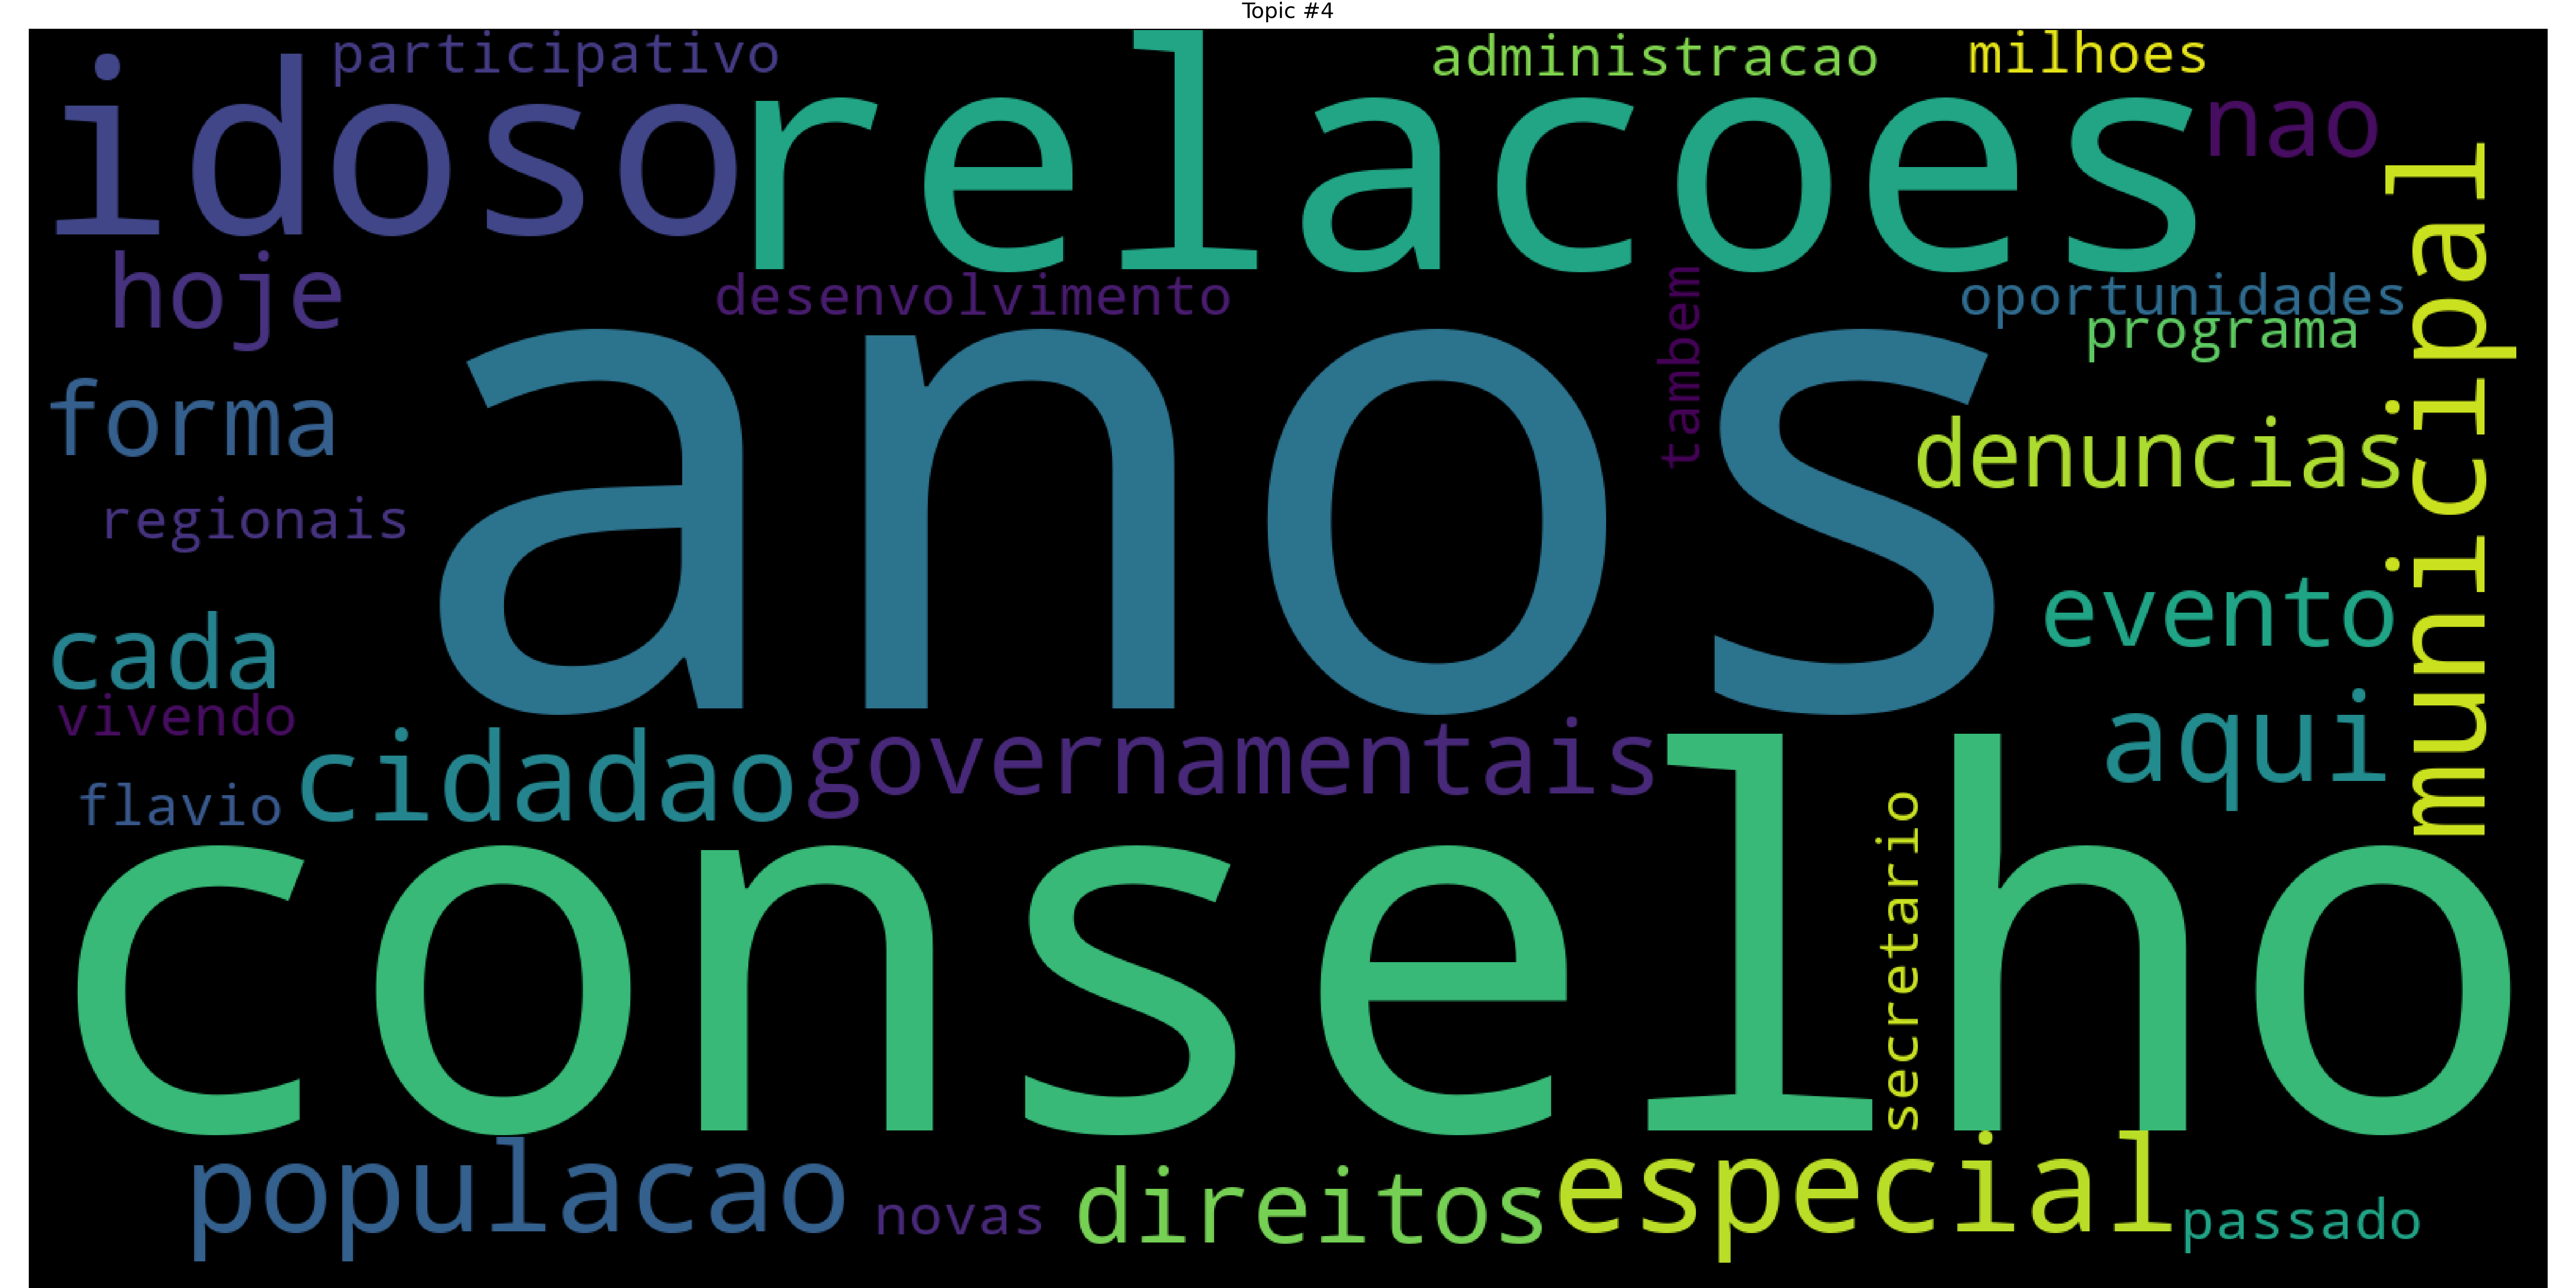 Topic #4
participativo
administracao
milhoes
idoso
relacoes
nao
municipal
hoje
desenvolvimento
tambem
oportunidades
programa
forma
anos
denuncias
regionais
evento
cada
vivendo
cidadao
governamentais
aqui
flavio
conselho
secretario
populacao
novas
direitos
especial
passado